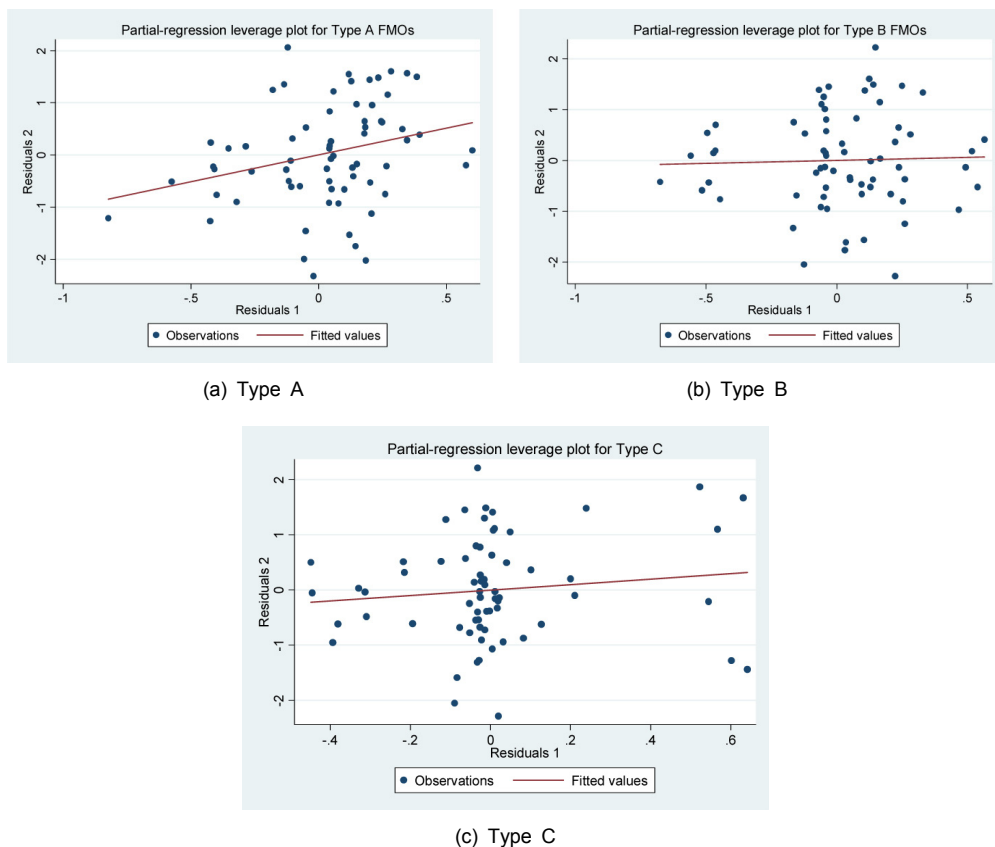 Partial-regression leverage plot for Type A FMOs
Residuals 2
2
1
0
-1
-2
-1
-.5
0
.5
Residuals 1
Observations
Fitted values
(a) Type A
Partial-regression leverage plot for Type B FMOs
Residuals 2
2
1
0
-1
-2
-1
-.5
0
.5
Residuals 1
Observations
Fitted values
(b) Type B
Partial-regression leverage plot for Type C
Residuals 2
2
1
0
-1
-2
-.4
-.2
0
.2
.4
.6
Residuals 1
Observations
Fitted values
(c) Type C